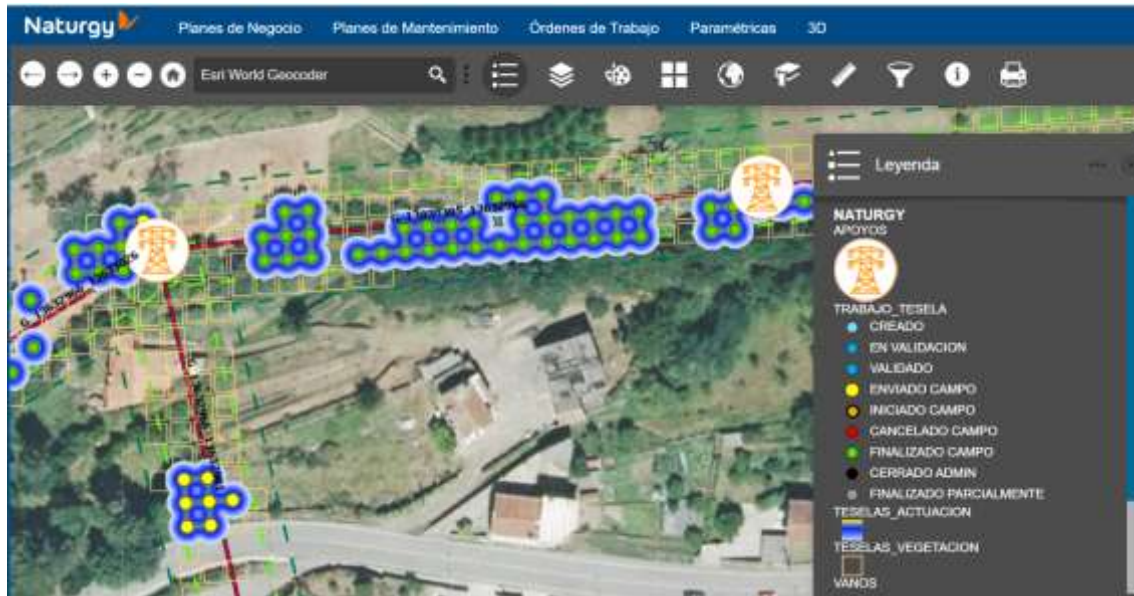 Naturgy
Planes de Negocio Planes de Mantenimiento Órdenes de Trabajo Paramétricas 3D
Esri World Geocoder
Leyenda
NATURGY
APOYOS
TRABAJO_TESELA
CREADO
EN VALIDACION
VALIDADO
ENVIADO CAMPO
INICIADO CAMPO
CANCELADO CAMPO
FINALIZADO CAMPO
CERRADO ADMIN
FINALIZADO PARCIALMENTE
TESELAS_ACTUACION
TESELAS_VEGETACION
VANOS